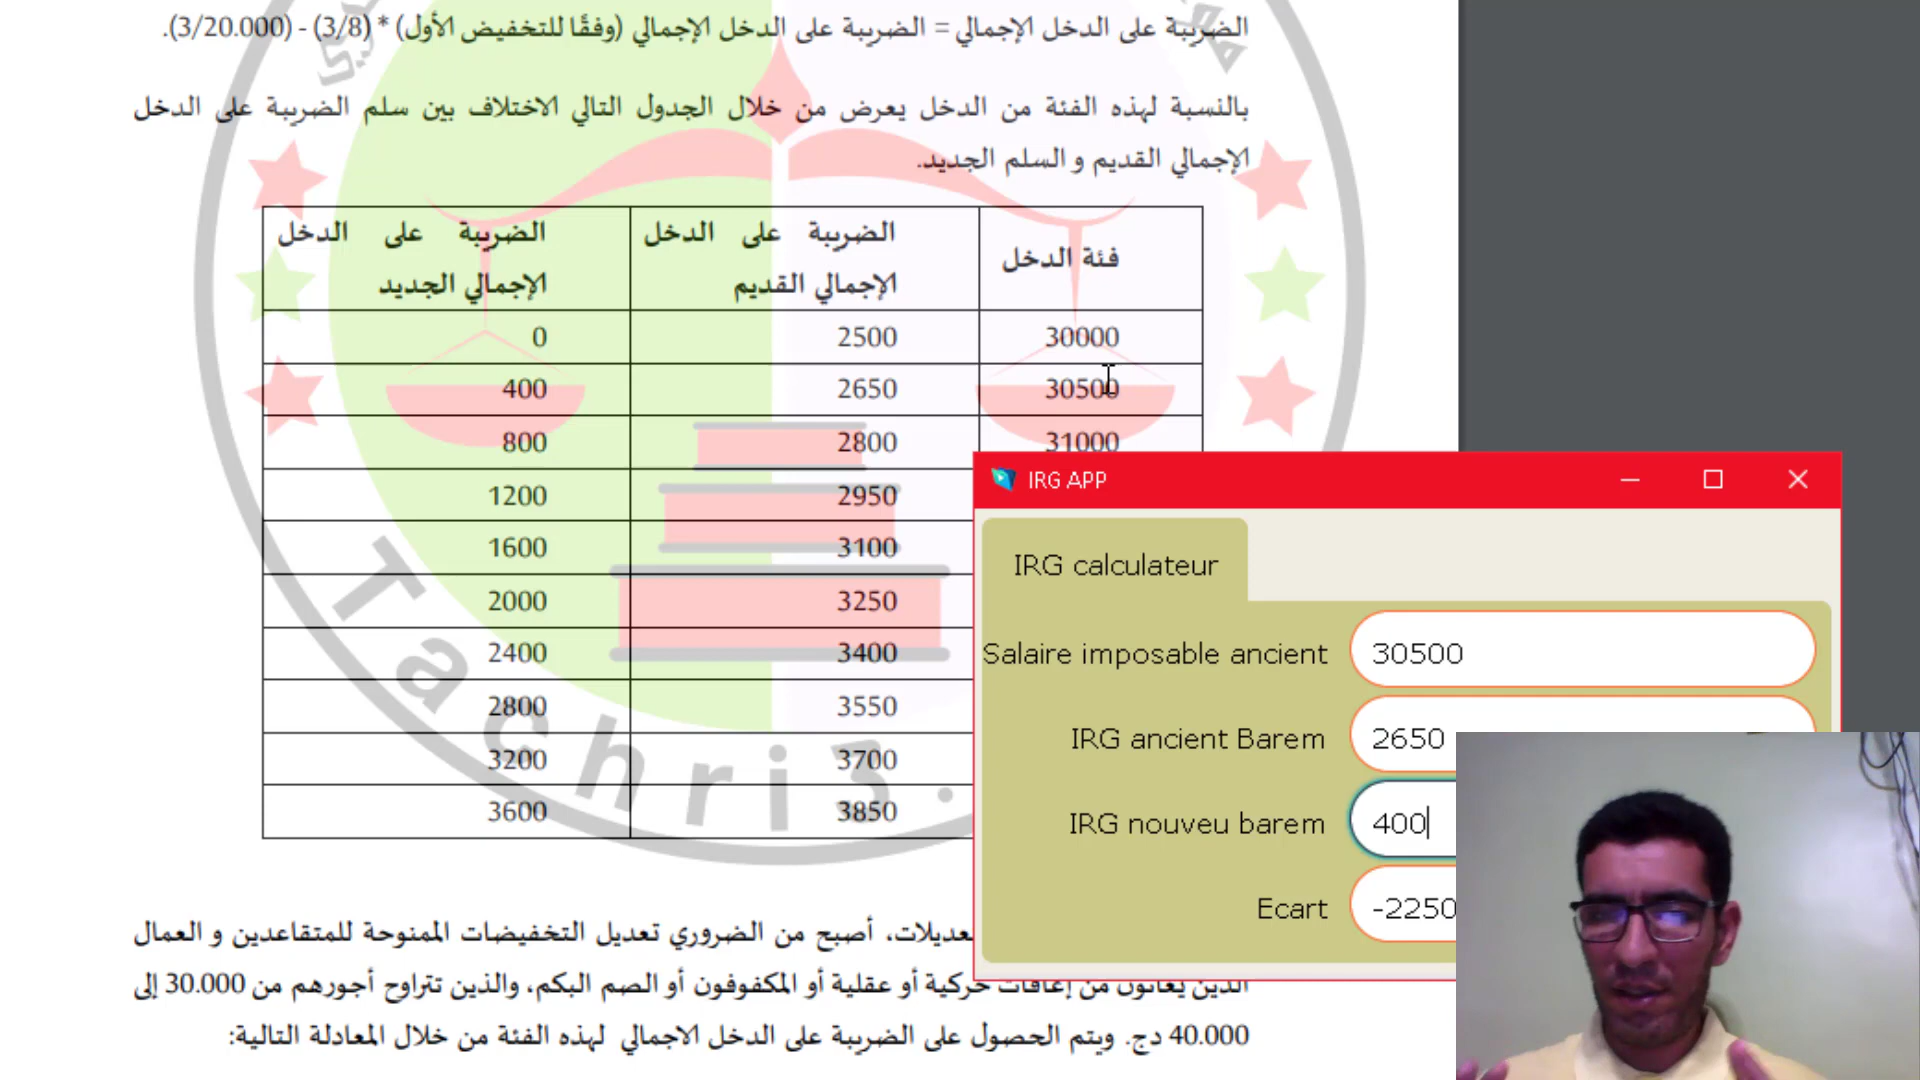 الضريبة على الدخل الإجمالي = الضريبة على الدخل الإجمالي (وفقًا للتخفيض الأول) * (3/8) - (3/20.000).
بالنسبة لهذه الفئة من الدخل يعرض من خلال الجدول التالي الاختلاف بين سلم الضريبة على الدخل
الإجمالي القديم و السلم الجديد.
فئة الدخل
الضريبة على الدخل
الإجمالي القديم
الضريبة على الدخل
الإجمالي الجديد
30000 2500 0
30500 2650 400
31000 2800 800
2950 1200
3100 1600
3250 2000
3400 2400
3550 2800
3700 3200
3850 3600
IRG APP
IRG calculateur
Salaire imposable ancient 30500
IRG ancient Barem 2650
IRG nouveu barem 400
Ecart -2250
أصبح من الضروري تعديل التخفيضات الممنوحة للمتقاعدين و العمال
الذين يعانون من إعاقات حركية أو عقلية أو المكفوفون أو الصم البكم، والذين تتراوح أجورهم من 30.000 إلى
40.000 دج. ويتم الحصول على الضريبة على الدخل الاجمالي لهذه الفئة من خلال المعادلة التالية:
Tachri3.